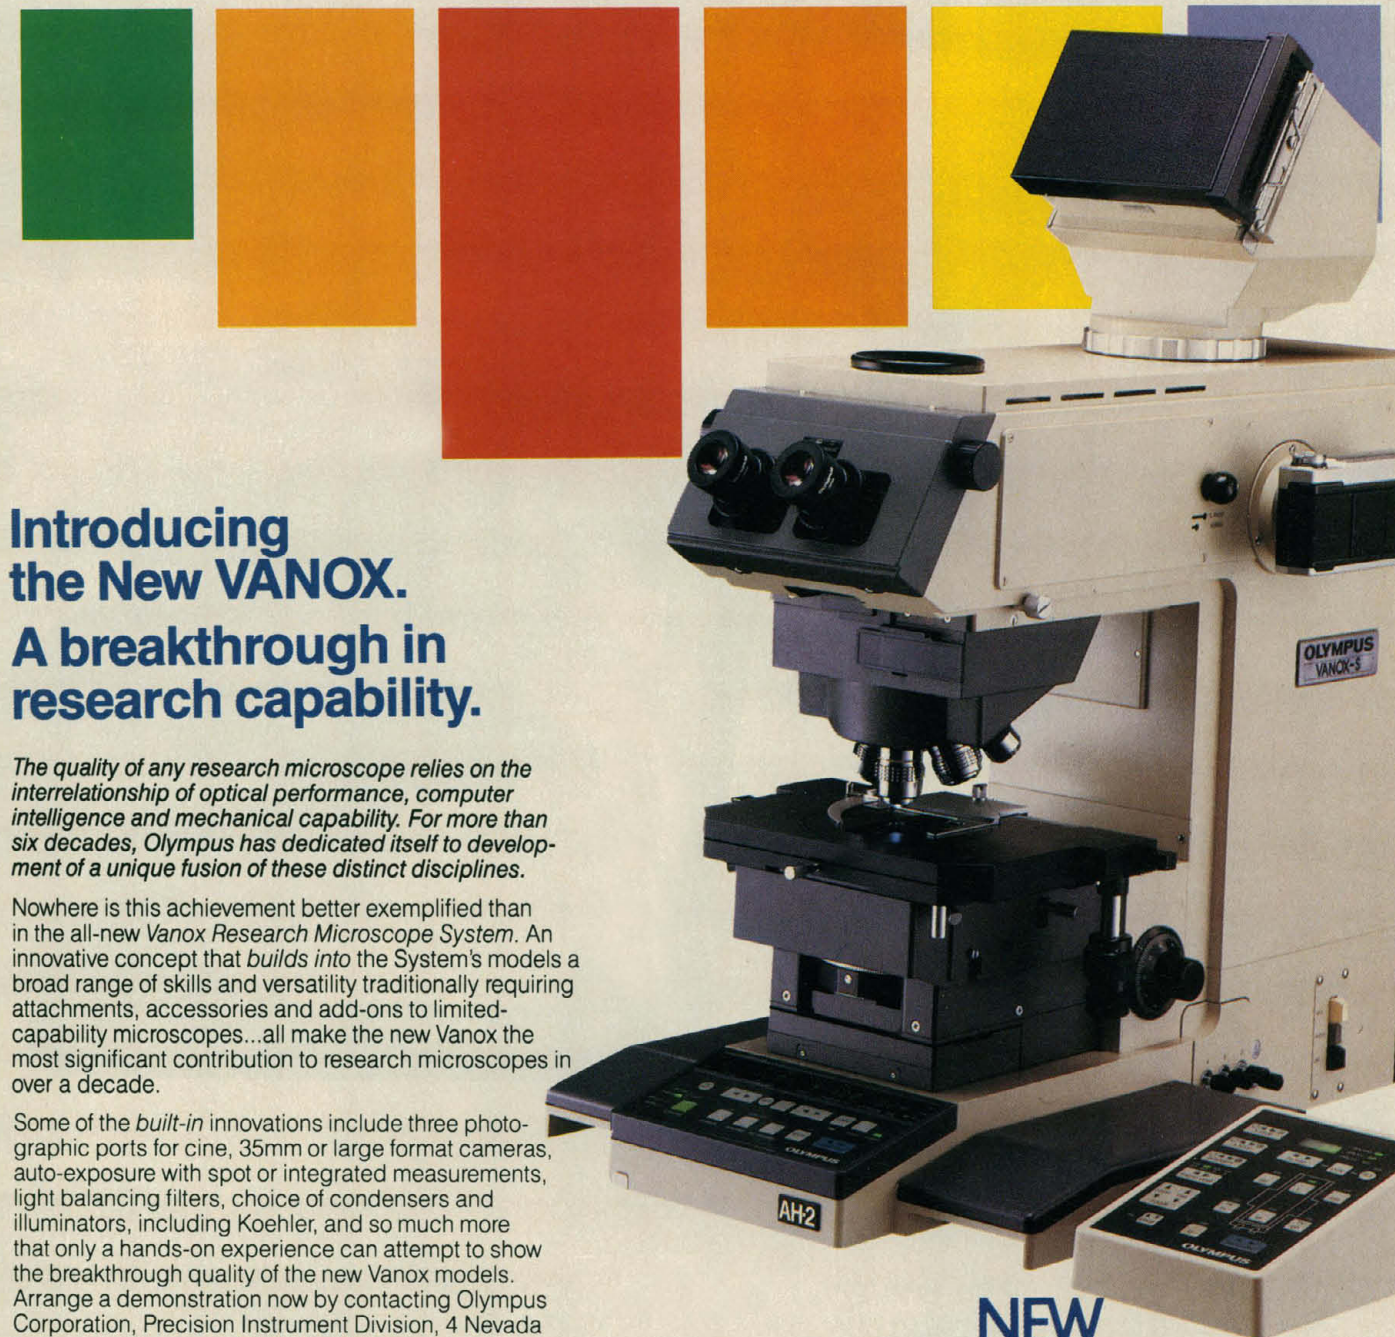 Introducing
the New VANOX.
A breakthrough in
research capability.
The quality of any research microscope relies on the
interrelationship of optical performance, computer
intelligence and mechanical capability. For more than
six decades, Olympus has dedicated itself to develop-
ment of a unique fusion of these distinct disciplines.
Nowhere is this achievement better exemplified than
in the all-new Vanox Research Microscope System. An
innovative concept that builds into the System's models a
broad range of skills and versatility traditionally requiring
attachments, accessories and add-ons to limited-
capability microscopes...all make the new Vanox the
most significant contribution to research microscopes in
over a decade.
Some of the built-in innovations include three photo-
graphic ports for cine, 35mm or large format cameras,
auto-exposure with spot or integrated measurements,
light balancing filters, choice of condensers and
illuminators, including Koehler, and so much more
that only a hands-on experience can attempt to show
the breakthrough quality of the new Vanox models.
Arrange a demonstration now by contacting Olympus
Corporation, Precision Instrument Division, 4 Nevada
OLYMPUS
VANOX-S
OLYMPUS
AH-2
OLYMPUS
NEW